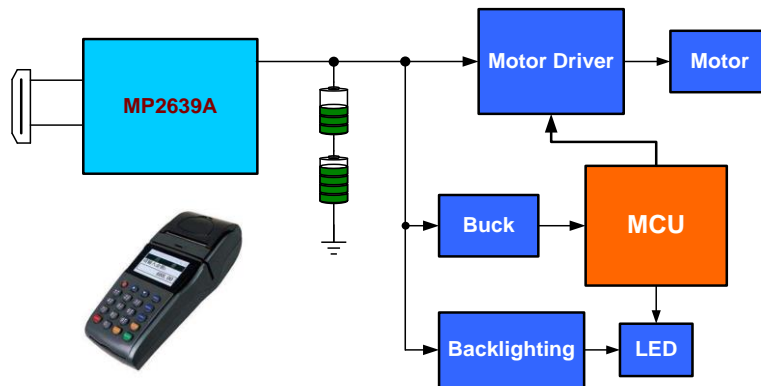 MP2639A
Motor Driver
Motor
Buck
MCU
Backlighting
LED